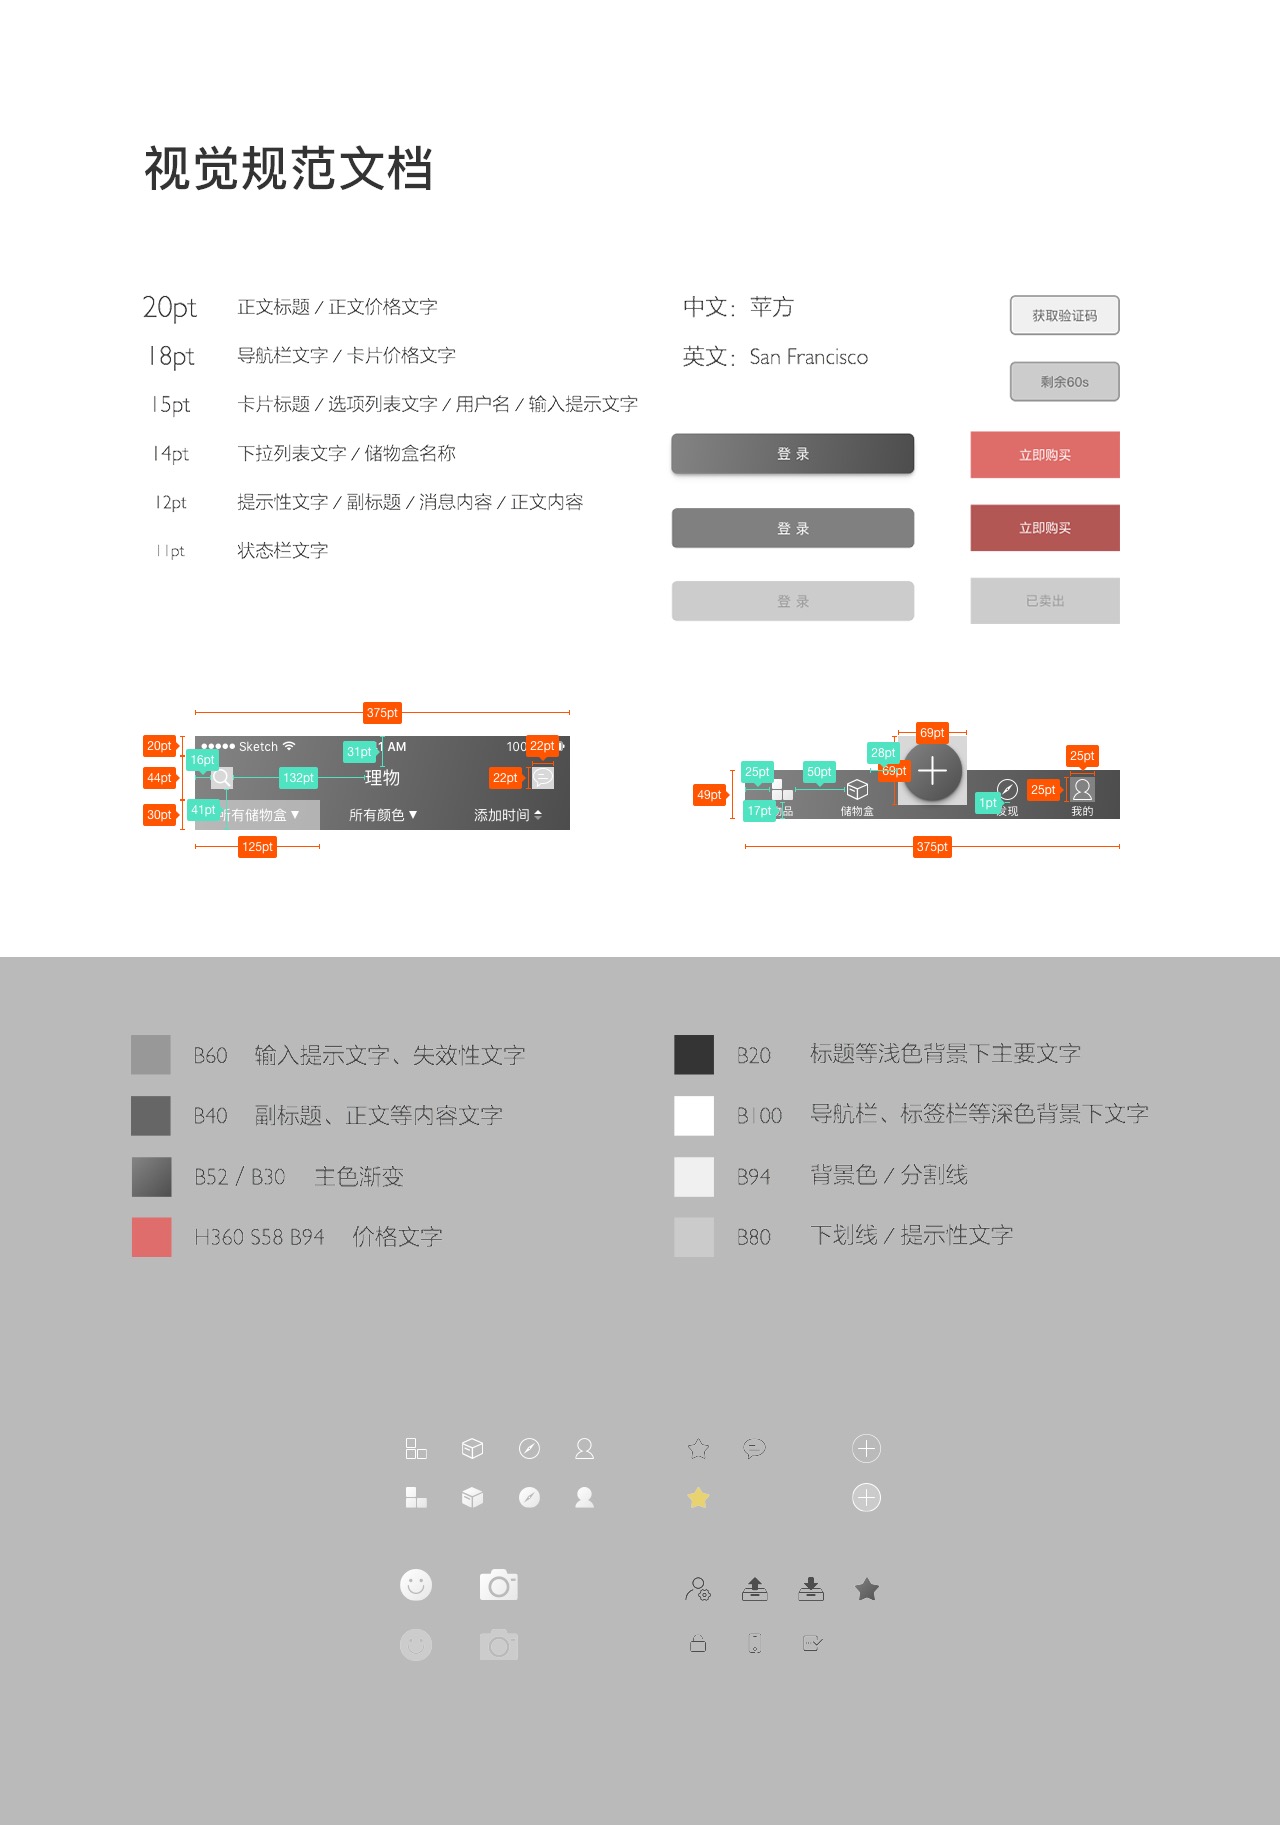 视觉规范文档
20pt 正文标题 / 正文价格文字
18pt 导航栏文字 / 卡片价格文字
15pt 卡片标题 / 选项列表文字 / 用户名 / 输入提示文字
14pt 下拉列表文字 / 储物盒名称
12pt 提示性文字 / 副标题 / 消息内容 / 正文内容
11pt 状态栏文字
中文：苹方
英文：San Francisco
获取验证码
剩余60s
登 录
立即购买
登 录
立即购买
登 录
已卖出
375pt
20pt
Sketch
31pt
1 AM
100
22pt
16pt
44pt
132pt
理物
22pt
30pt
41pt
所有储物盒
所有颜色
添加时间
125pt
69pt
28pt
25pt
25pt
50pt
69pt
49pt
25pt
17pt
品
储物盒
1pt
发现
我的
375pt
B60 输入提示文字、失效性文字
B40 副标题、正文等内容文字
B52 / B30 主色渐变
H360 S58 B94 价格文字
B20 标题等浅色背景下主要文字
B100 导航栏、标签栏等深色背景下文字
B94 背景色 / 分割线
B80 下划线 / 提示性文字